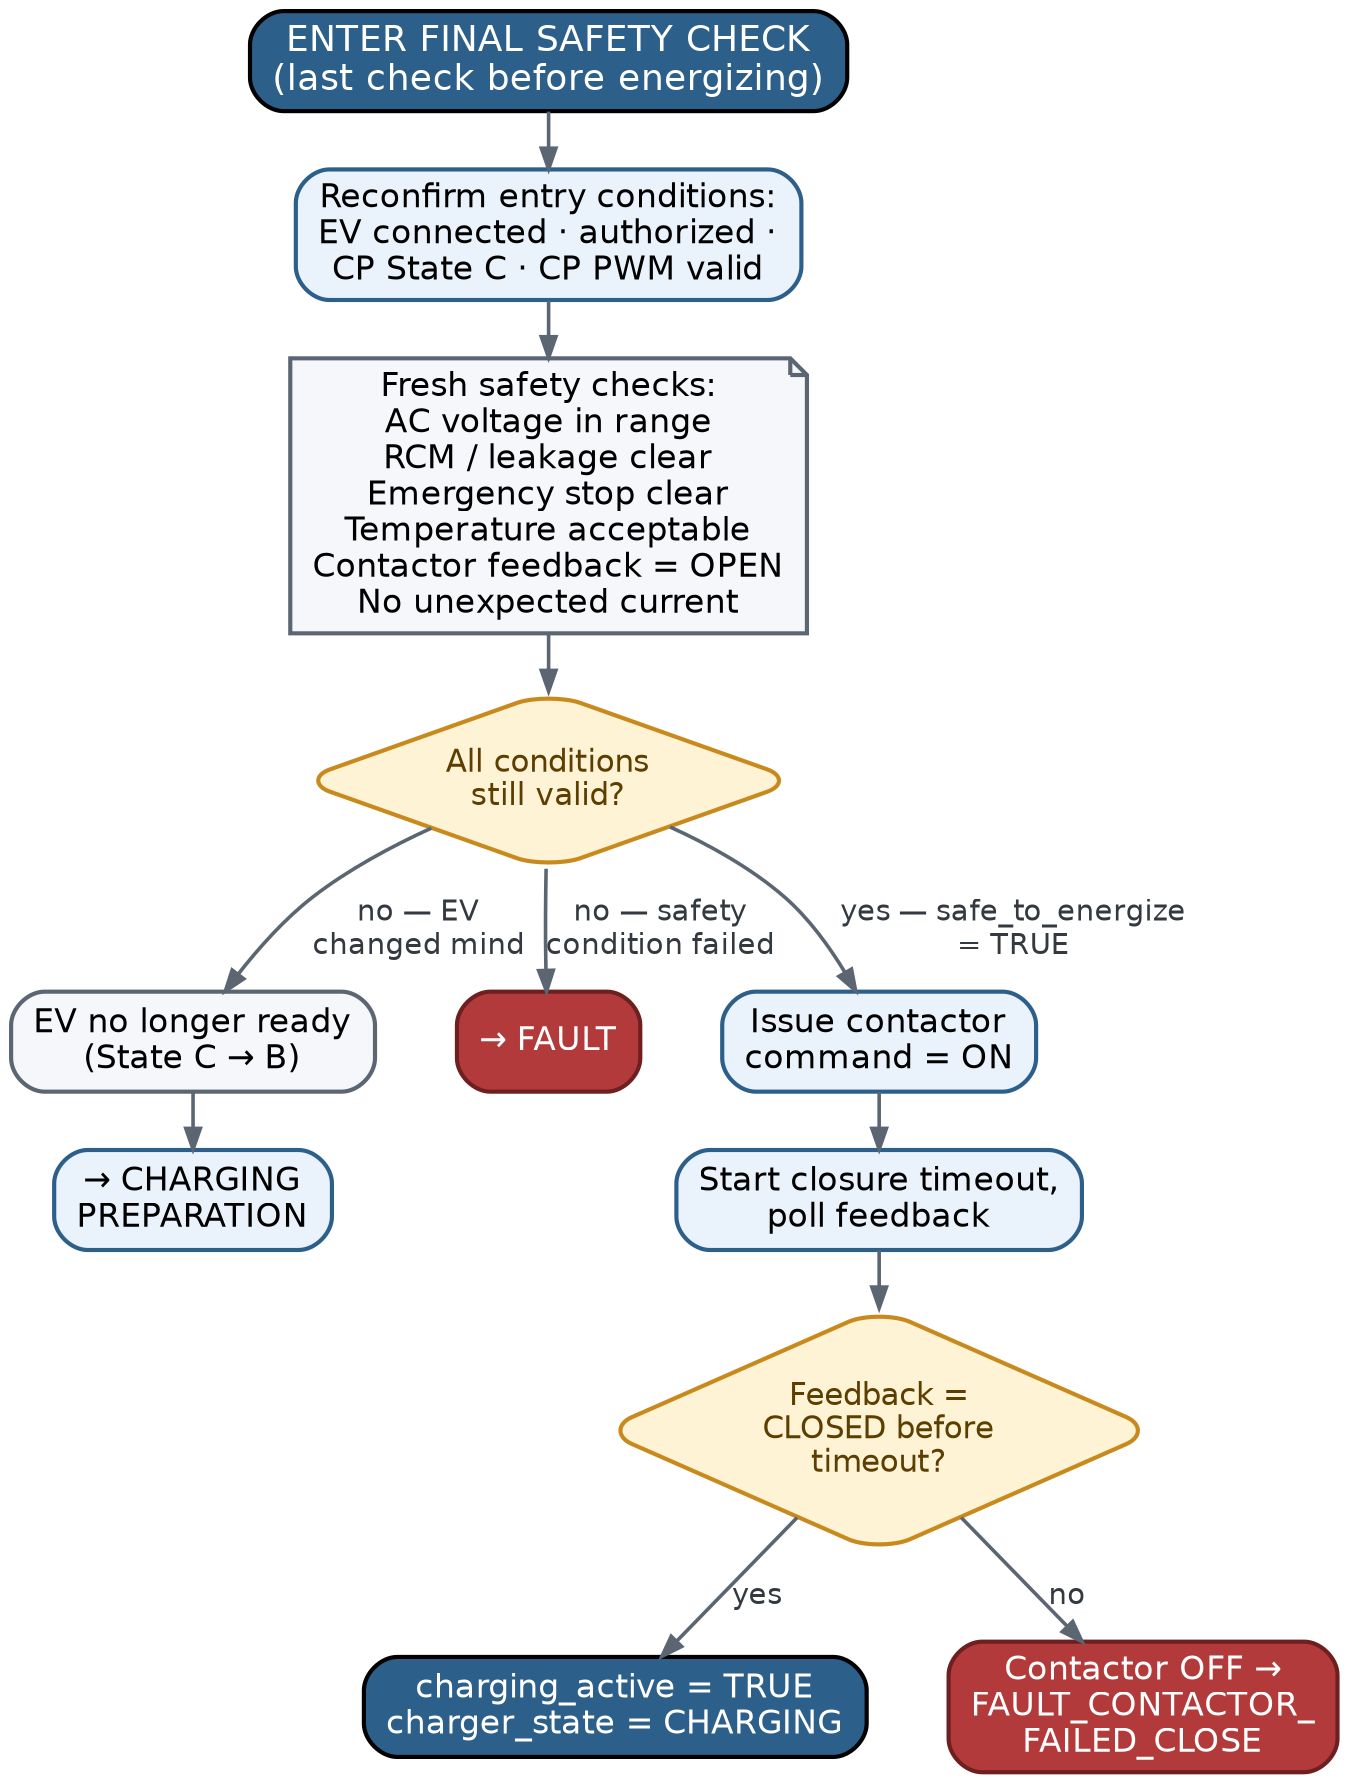 ENTER FINAL SAFETY CHECK
(last check before energizing)
Reconfirm entry conditions:
EV connected · authorized ·
CP State C · CP PWM valid
Fresh safety checks:
AC voltage in range
RCM / leakage clear
Emergency stop clear
Temperature acceptable
Contactor feedback = OPEN
No unexpected current
All conditions
still valid?
no — EV
changed mind
no — safety
condition failed
yes — safe_to_energize
= TRUE
EV no longer ready
(State C → B)
→ FAULT
Issue contactor
command = ON
→ CHARGING
PREPARATION
Start closure timeout,
poll feedback
Feedback =
CLOSED before
timeout?
yes
no
charging_active = TRUE
charger_state = CHARGING
Contactor OFF →
FAULT_CONTACTOR_
FAILED_CLOSE